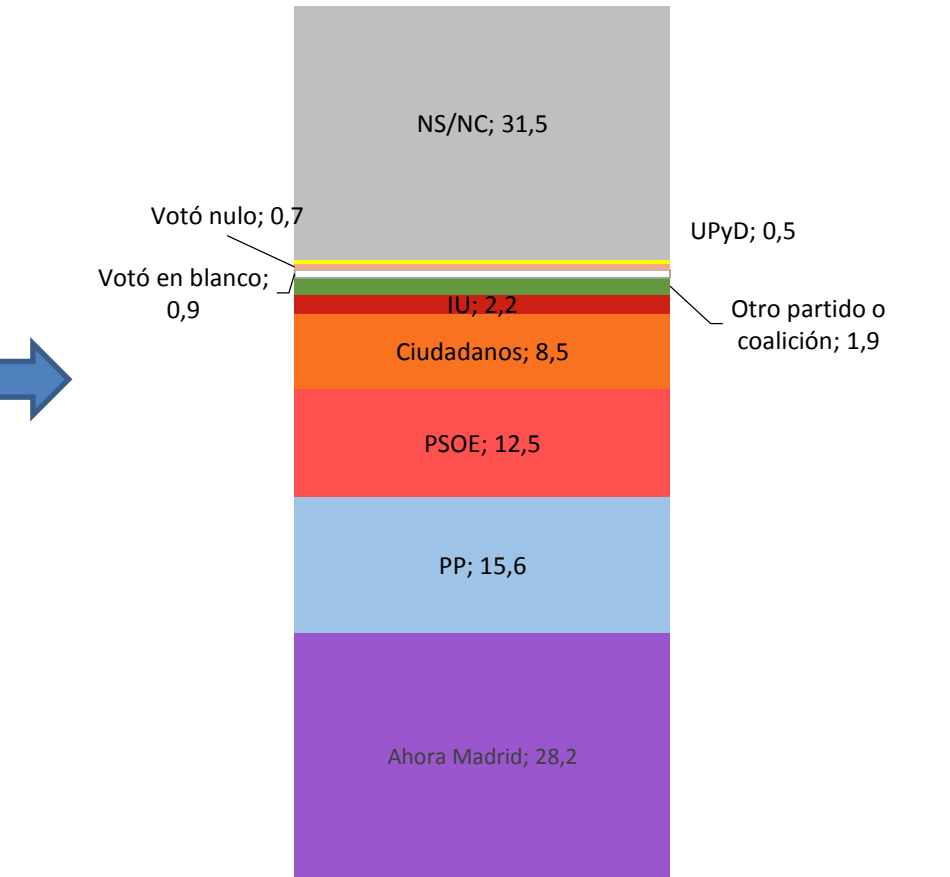 NS/NC; 31,5
Votó nulo; 0,7
UPyD; 0,5
Votó en blanco;
0,9
Otro partido o
coalición; 1,9
IU; 2,2
Ciudadanos; 8,5
PSOE; 12,5
PP; 15,6
Ahora Madrid; 28,2